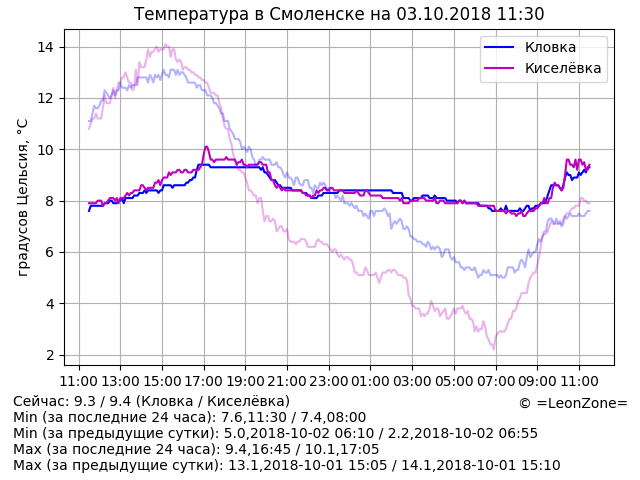 Температура в Смоленске на 03.10.2018 11:30
градусов Цельсия, °C
14
12
10
8
6
4
2
Кловка
Киселёвка
11:00 13:00 15:00 17:00 19:00 21:00 23:00 01:00 03:00 05:00 07:00 09:00 11:00
Сейчас: 9.3 / 9.4 (Кловка / Киселёвка)
© =LeonZone=
Min (за последние 24 часа): 7.6,11:30 / 7.4,08:00
Min (за предыдущие сутки): 5.0,2018-10-02 06:10 / 2.2,2018-10-02 06:55
Max (за последние 24 часа): 9.4,16:45 / 10.1,17:05
Max (за предыдущие сутки): 13.1,2018-10-01 15:05 / 14.1,2018-10-01 15:10